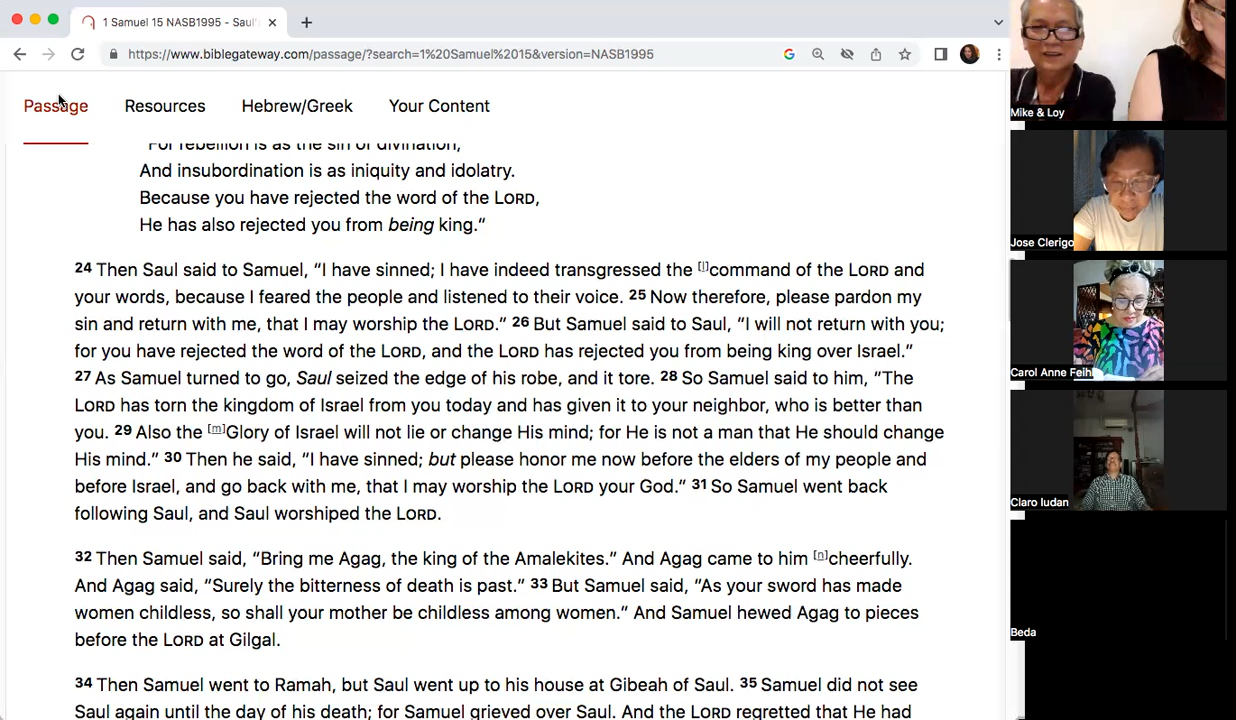 1 Samuel 15 NASB1995 - Saul's
https://www.biblegateway.com/passage/?search=1%20Samuel%2015&version=NASB1995
Passage Resources Hebrew/Greek Your Content
"For rebellion is as the sin of divination,
And insubordination is as iniquity and idolatry.
Because you have rejected the word of the LORD,
He has also rejected you from being king."
24 Then Saul said to Samuel, "I have sinned; I have indeed transgressed the [l]command of the LORD and
your words, because I feared the people and listened to their voice. 25 Now therefore, please pardon my
sin and return with me, that I may worship the LORD." 26 But Samuel said to Saul, "I will not return with you;
for you have rejected the word of the LORD, and the LORD has rejected you from being king over Israel."
27 As Samuel turned to go, Saul seized the edge of his robe, and it tore. 28 So Samuel said to him, "The
LORD has torn the kingdom of Israel from you today and has given it to your neighbor, who is better than
you. 29 Also the [m]Glory of Israel will not lie or change His mind; for He is not a man that He should change
His mind." 30 Then he said, "I have sinned; but please honor me now before the elders of my people and
before Israel, and go back with me, that I may worship the LORD your God." 31 So Samuel went back
following Saul, and Saul worshiped the LORD.
32 Then Samuel said, "Bring me Agag, the king of the Amalekites." And Agag came to him [n]cheerfully.
And Agag said, "Surely the bitterness of death is past." 33 But Samuel said, "As your sword has made
women childless, so shall your mother be childless among women." And Samuel hewed Agag to pieces
before the LORD at Gilgal.
34 Then Samuel went to Ramah, but Saul went up to his house at Gibeah of Saul. 35 Samuel did not see
Saul again until the day of his death; for Samuel grieved over Saul. And the LORD regretted that He had
Mike & Loy
Jose Clerigo
Carol Anne Feih
Claro Iudan
Beda